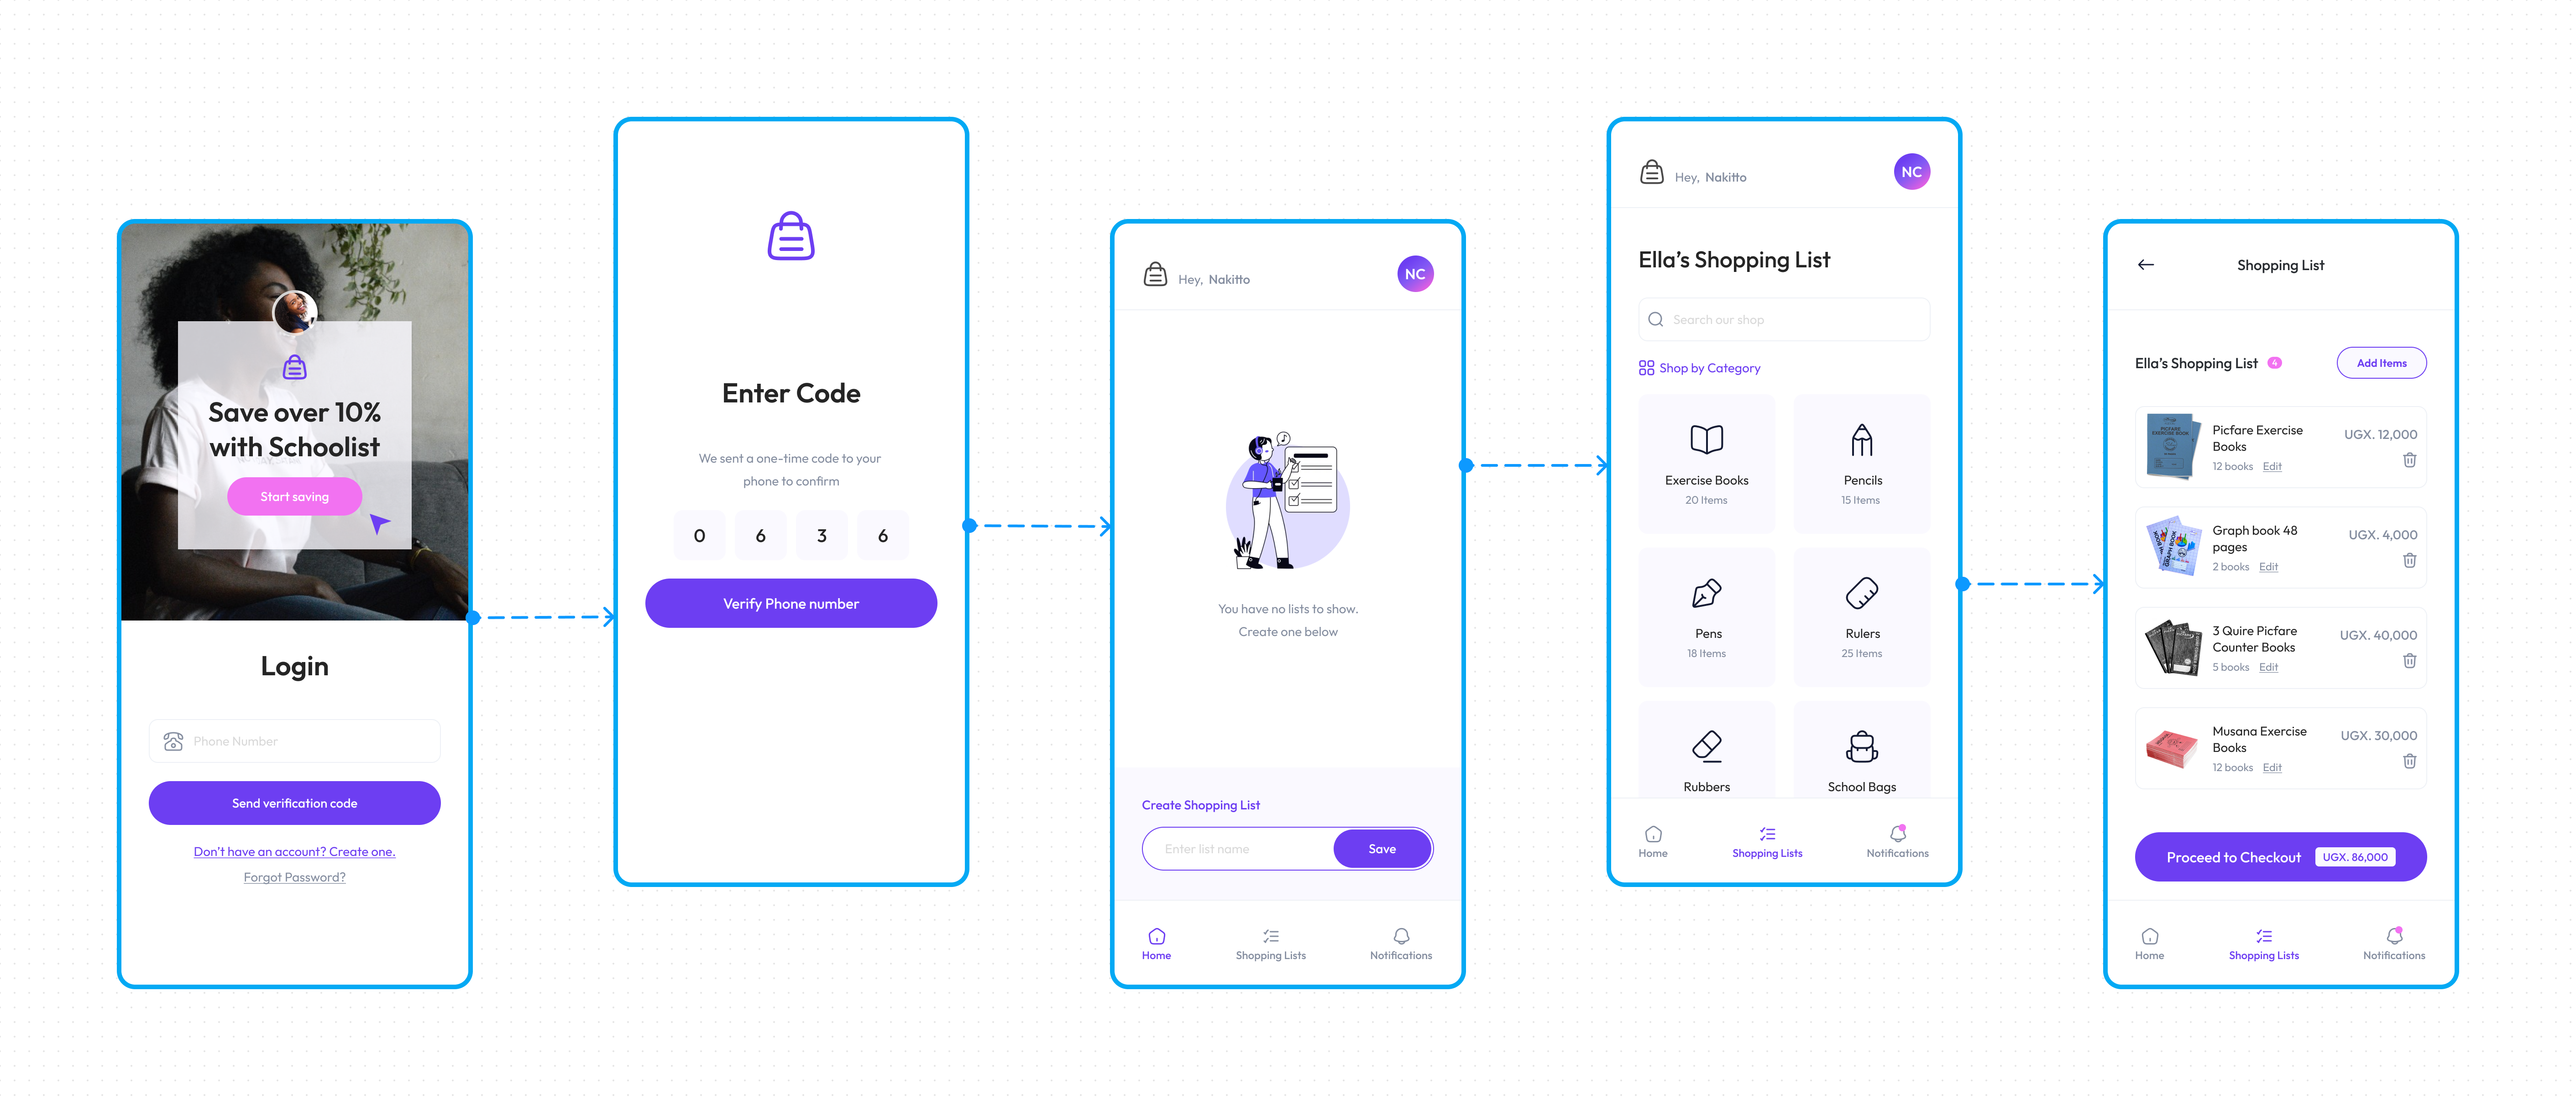 Save over 10%
with Schoolist
Start saving
Login
Phone Number
Send verification code
Don't have an account? Create one.
Forgot Password?
Enter Code
We sent a one-time code to your
phone to confirm
0 6 3 6
Verify Phone number
Hey, Nakitto
NC
You have no lists to show.
Create one below
Create Shopping List
Enter list name
Save
Home
Shopping Lists
Notifications
Hey, Nakitto
NC
Ella's Shopping List
Search our shop
Shop by Category
Exercise Books
20 Items
Pencils
15 Items
Pens
18 Items
Rulers
25 Items
Rubbers
School Bags
Home
Shopping Lists
Notifications
Shopping List
Ella's Shopping List
4
Add Items
PICFARE
EXERCISE BOOK
Picfare Exercise
Books
12 books Edit
UGX. 12,000
GRAPH BOOK
Graph book 48
pages
2 books Edit
UGX. 4,000
3 Quire Picfare
Counter Books
5 books Edit
UGX. 40,000
Musana Exercise
Books
12 books Edit
UGX. 30,000
Proceed to Checkout
UGX. 86,000
Home
Shopping Lists
Notifications